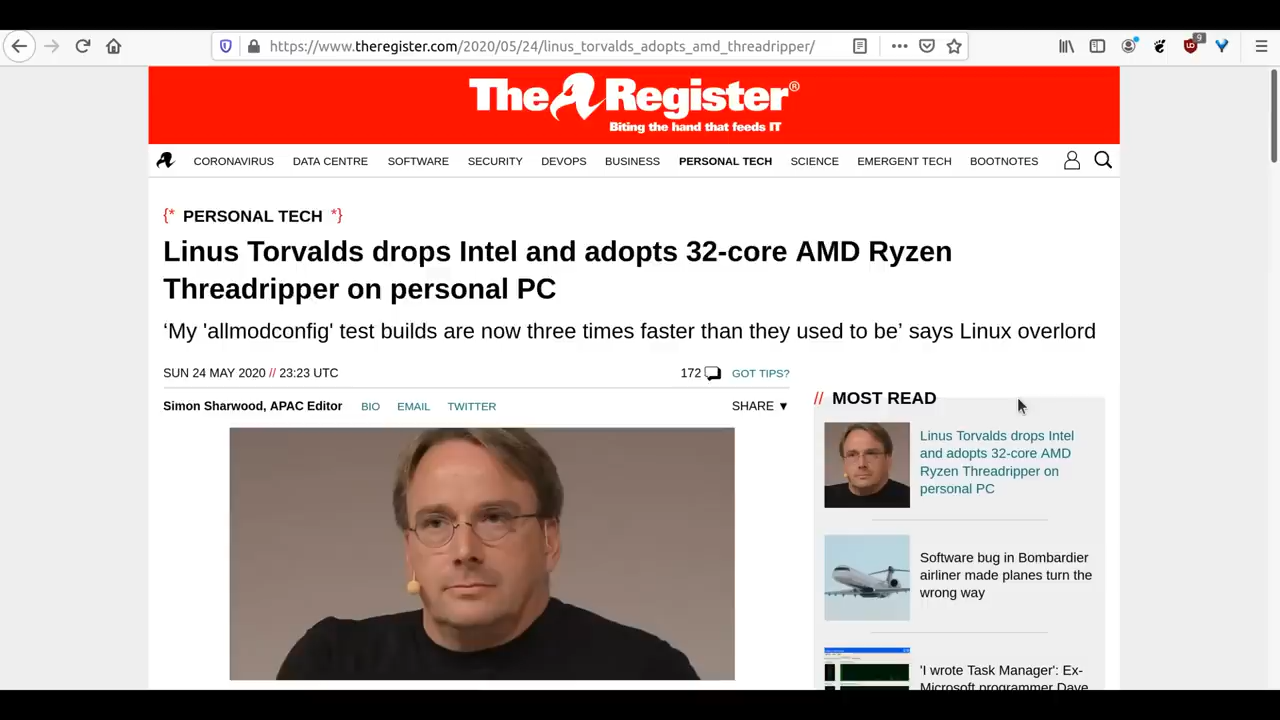 https://www.theregister.com/2020/05/24/linus_torvalds_adopts_amd_threadripper/
9
The Register®
Biting the hand that feeds IT
CORONAVIRUS DATA CENTRE SOFTWARE SECURITY DEVOPS BUSINESS PERSONAL TECH SCIENCE EMERGENT TECH BOOTNOTES
{* PERSONAL TECH *}
Linus Torvalds drops Intel and adopts 32-core AMD Ryzen
Threadripper on personal PC
‘My 'allmodconfig' test builds are now three times faster than they used to be’ says Linux overlord
SUN 24 MAY 2020 // 23:23 UTC
172 GOT TIPS?
Simon Sharwood, APAC Editor BIO EMAIL TWITTER SHARE ▼
// MOST READ
Linus Torvalds drops Intel
and adopts 32-core AMD
Ryzen Threadripper on
personal PC
Software bug in Bombardier
airliner made planes turn the
wrong way
'I wrote Task Manager': Ex-
Microsoft programmer Dave